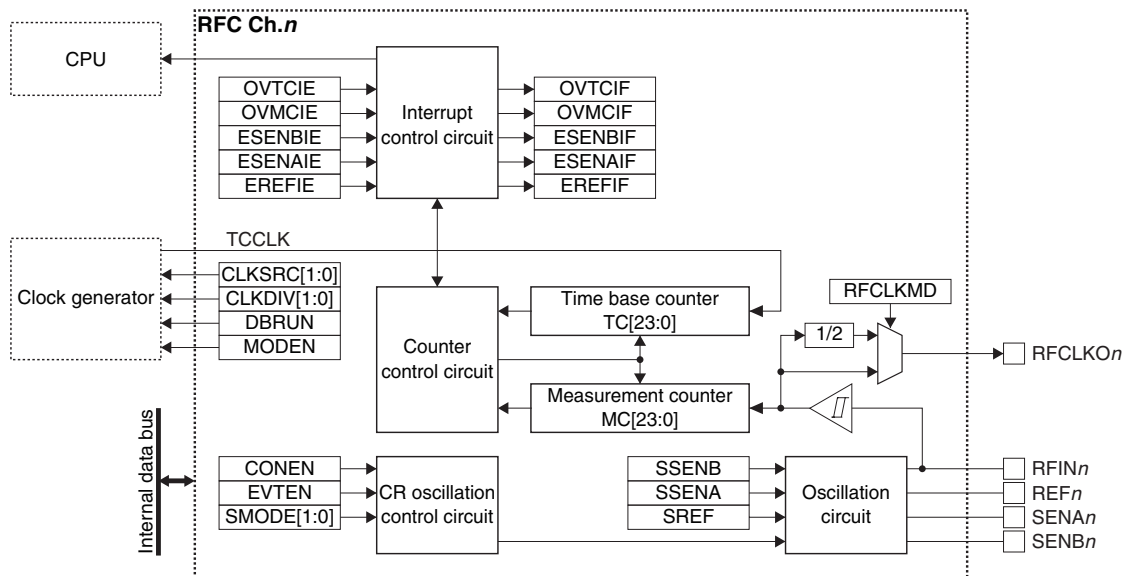 RFC Ch.n
CPU
OVTCIE
OVMCIE
ESENBIE
ESENAIE
EREFIE
Interrupt
control circuit
OVTCIF
OVMCIF
ESENBIF
ESENAIF
EREFIF
TCCLK
Clock generator
CLKSRC[1:0]
CLKDIV[1:0]
DBRUN
MODEN
Counter
control circuit
Time base counter
TC[23:0]
Measurement counter
MC[23:0]
RFCLKMD
1/2
RFCLKOn
Internal data bus
CONEN
EVTEN
SMODE[1:0]
CR oscillation
control circuit
SSENB
SSENA
SREF
Oscillation
circuit
RFINn
REFn
SENAn
SENBn